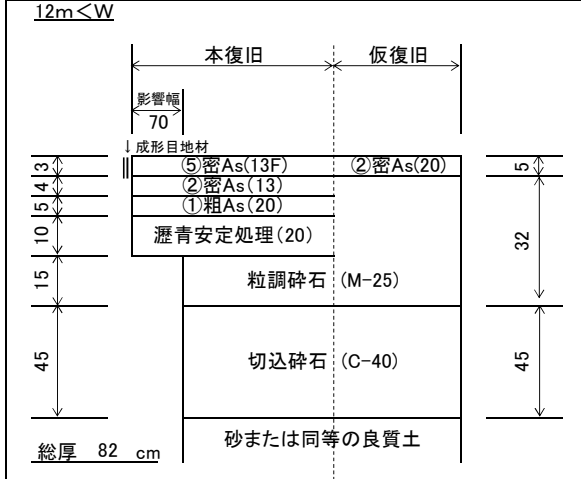 12m<W
本復旧 仮復旧
影響幅
70
↓成形目地材
3 ⑤密As(13F) ②密As(20) 5
4 ②密As(13)
5 ①粗As(20)
10 瀝青安定処理(20) 32
15 粒調砕石 (M-25)
45 切込砕石 (C-40) 45
砂または同等の良質土
総厚 82 cm